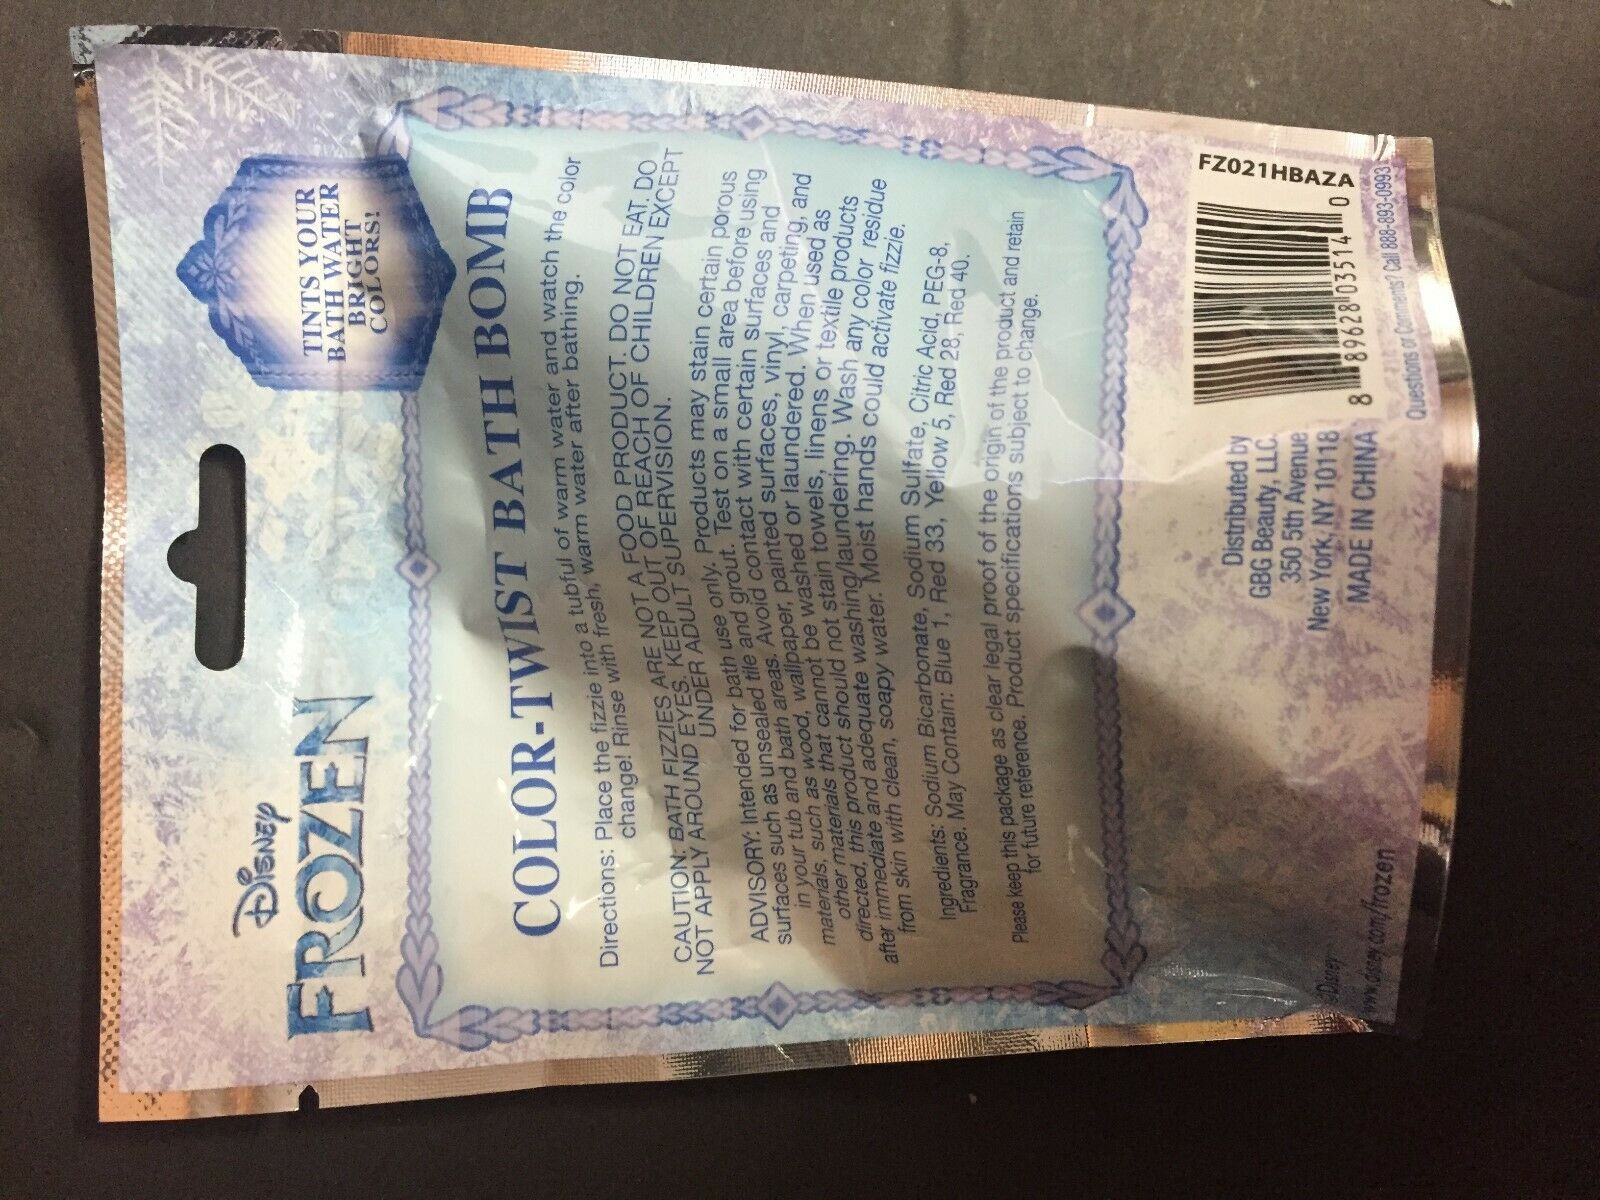 DISNEY
FROZEN
TINTS YOUR
BATH WATER
BRIGHT
COLORS!
COLOR-TWIST BATH BOMB
Directions: Place the fizzie into a tubful of warm water and watch the color
change! Rinse with fresh, warm water after bathing.
CAUTION: BATH FIZZIES ARE NOT A FOOD PRODUCT. DO NOT EAT. DO
NOT APPLY AROUND EYES. KEEP OUT OF REACH OF CHILDREN EXCEPT
UNDER ADULT SUPERVISION.
ADVISORY: Intended for bath use only. Products may stain certain porous
surfaces such as unsealed tile and grout. Test on a small area before using
in your tub and bath areas. Avoid contact with certain surfaces and
materials, such as wood, wallpaper, painted surfaces, vinyl, carpeting, and
other materials that cannot be washed or laundered. When used as
directed, this product should not stain towels, linens or textile products
after immediate and adequate washing/laundering. Wash any color residue
from skin with clean, soapy water. Moist hands could activate fizzie.
Ingredients: Sodium Bicarbonate, Sodium Sulfate, Citric Acid, PEG-8,
Fragrance. May Contain: Blue 1, Red 33, Yellow 5, Red 28, Red 40.
Please keep this package as clear legal proof of the origin of the product and retain
for future reference. Product specifications subject to change.
©Disney
www.disney.com/frozen
Distributed by
GBG Beauty, LLC.
350 5th Avenue
New York, NY 10118
MADE IN CHINA
FZ021HBAZA
8 89628 03514 0
Questions or Comments? Call 888-893-0993